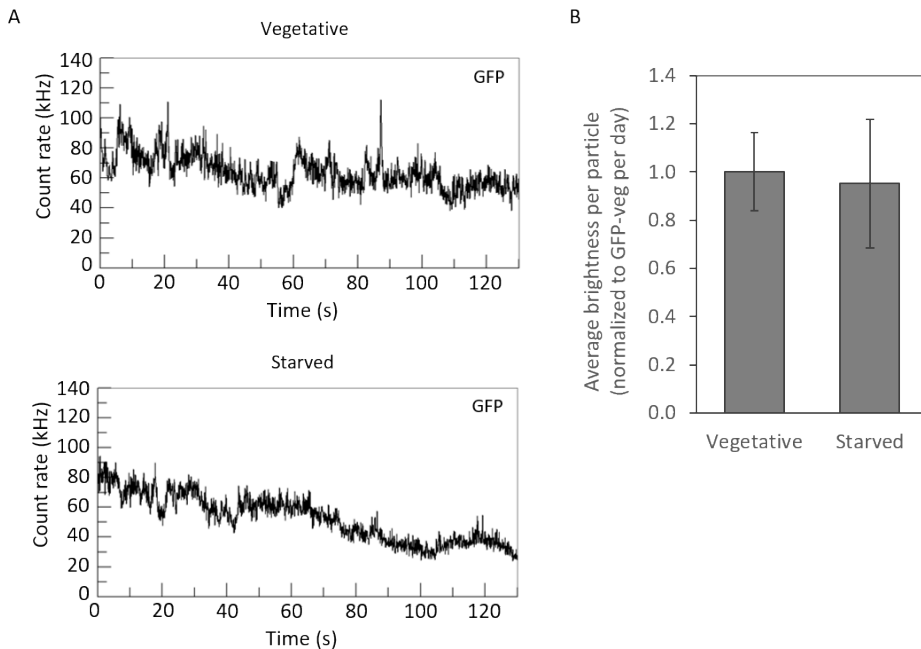 A
Vegetative
GFP
140
120
100
80
60
40
20
0
Count rate (kHz)
0 20 40 60 80 100 120
Time (s)
Starved
GFP
140
120
100
80
60
40
20
0
Count rate (kHz)
0 20 40 60 80 100 120
Time (s)
B
1.4
1.2
1.0
0.8
0.6
0.4
0.2
0.0
Average brightness per particle
(normalized to GFP-veg per day)
Vegetative Starved